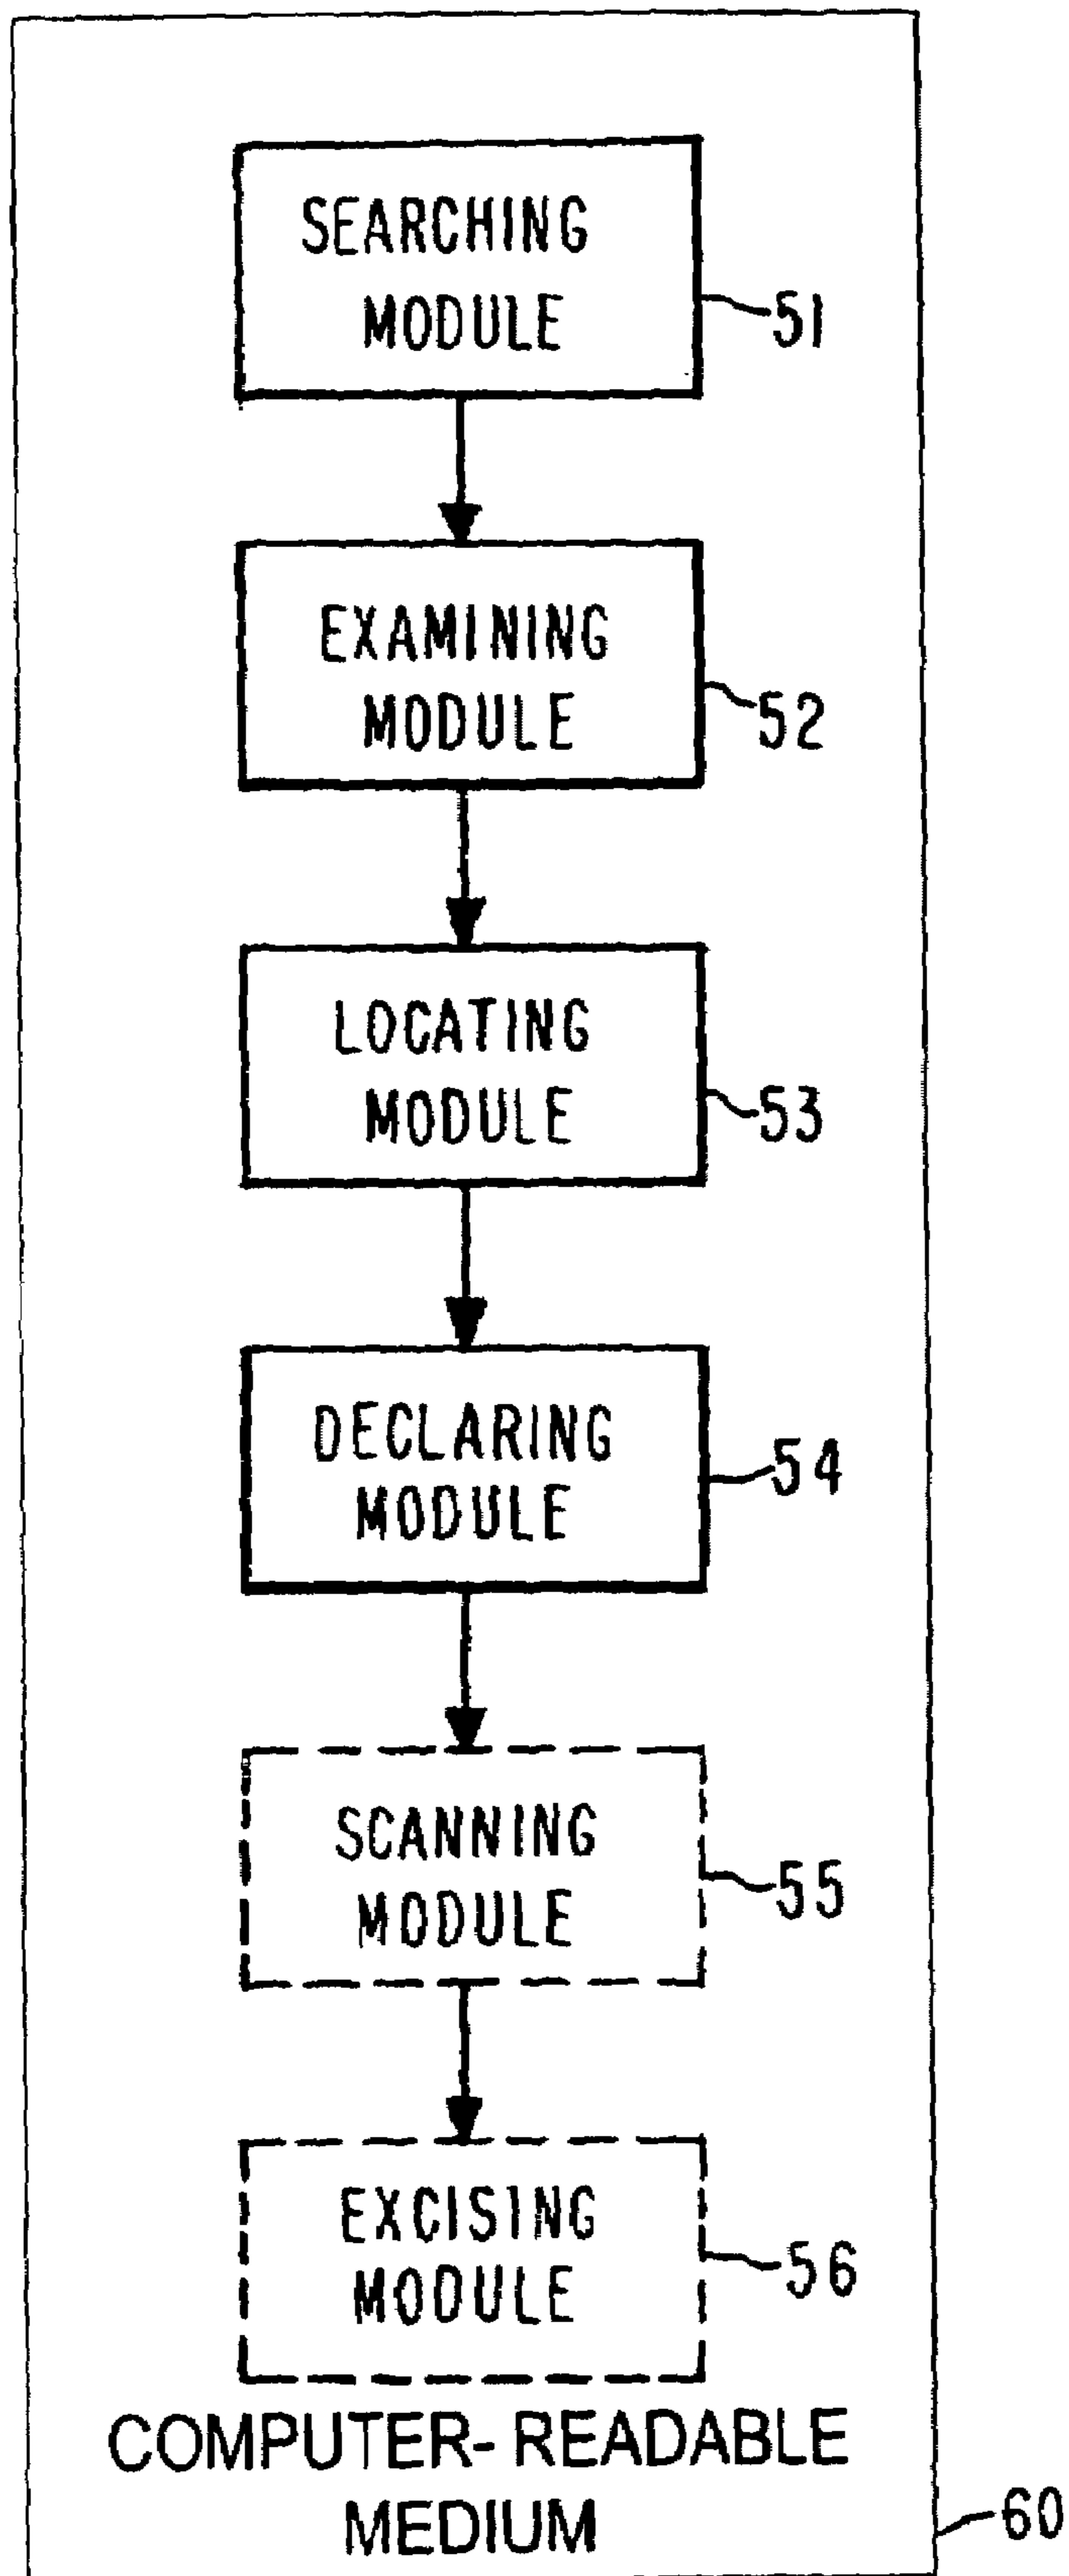 SEARCHING
MODULE
51
EXAMINING
MODULE
52
LOCATING
MODULE
53
DECLARING
MODULE
54
SCANNING
MODULE
55
EXCISING
MODULE
56
COMPUTER- READABLE
MEDIUM
60